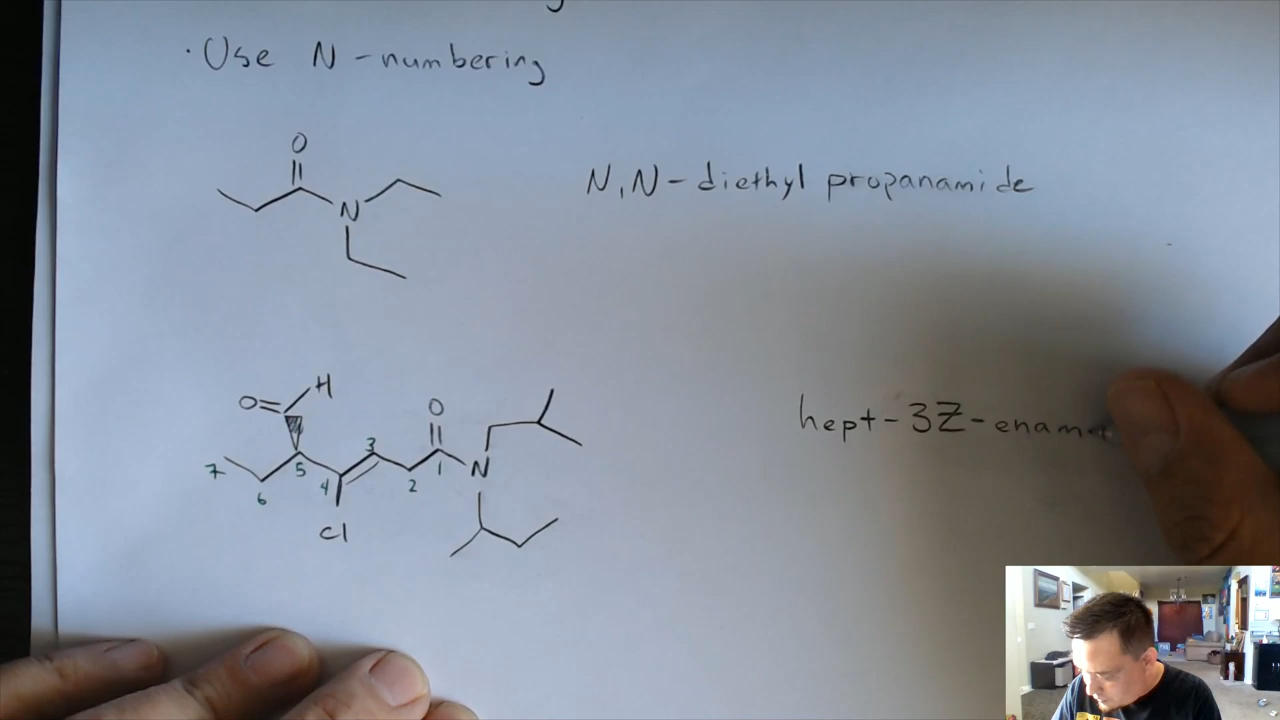 · Use N-numbering
O
N
N,N-diethyl propanamide
O
H
O
7
6
5
4
3
2
1
N
Cl
hept-3Z-enam